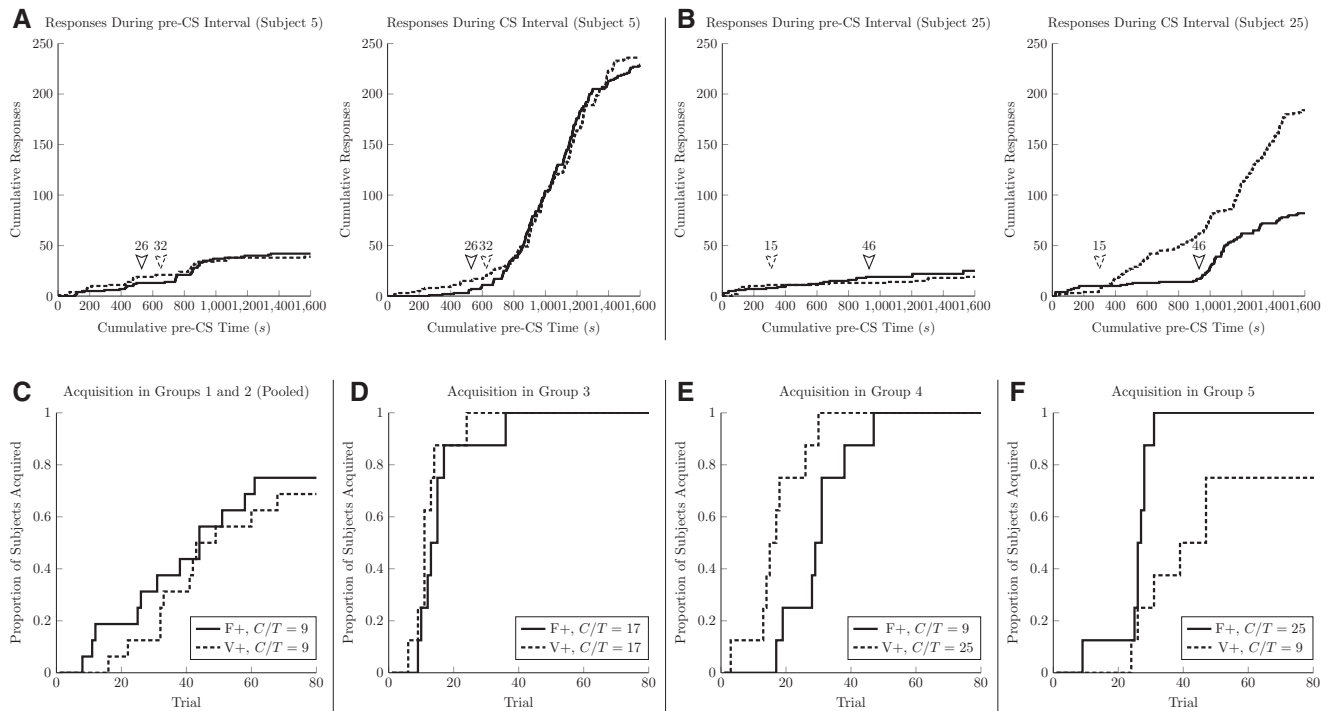 A
Responses During pre-CS Interval (Subject 5)
250
200
150
100
50
0
0 200 400 600 800 1,0001,2001,4001,600
26 32
Cumulative Responses
Cumulative pre-CS Time (s)
Responses During CS Interval (Subject 5)
250
200
150
100
50
0
0 200 400 600 800 1,0001,2001,4001,600
26 32
Cumulative Responses
Cumulative pre-CS Time (s)
B
Responses During pre-CS Interval (Subject 25)
250
200
150
100
50
0
0 200 400 600 800 1,0001,2001,4001,600
15 46
Cumulative Responses
Cumulative pre-CS Time (s)
Responses During CS Interval (Subject 25)
250
200
150
100
50
0
0 200 400 600 800 1,0001,2001,4001,600
15 46
Cumulative Responses
Cumulative pre-CS Time (s)
C
Acquisition in Groups 1 and 2 (Pooled)
1
0.8
0.6
0.4
0.2
0
0 20 40 60 80
Proportion of Subjects Acquired
Trial
F+, C/T = 9
V+, C/T = 9
D
Acquisition in Group 3
1
0.8
0.6
0.4
0.2
0
0 20 40 60 80
Proportion of Subjects Acquired
Trial
F+, C/T = 17
V+, C/T = 17
E
Acquisition in Group 4
1
0.8
0.6
0.4
0.2
0
0 20 40 60 80
Proportion of Subjects Acquired
Trial
F+, C/T = 9
V+, C/T = 25
F
Acquisition in Group 5
1
0.8
0.6
0.4
0.2
0
0 20 40 60 80
Proportion of Subjects Acquired
Trial
F+, C/T = 25
V+, C/T = 9